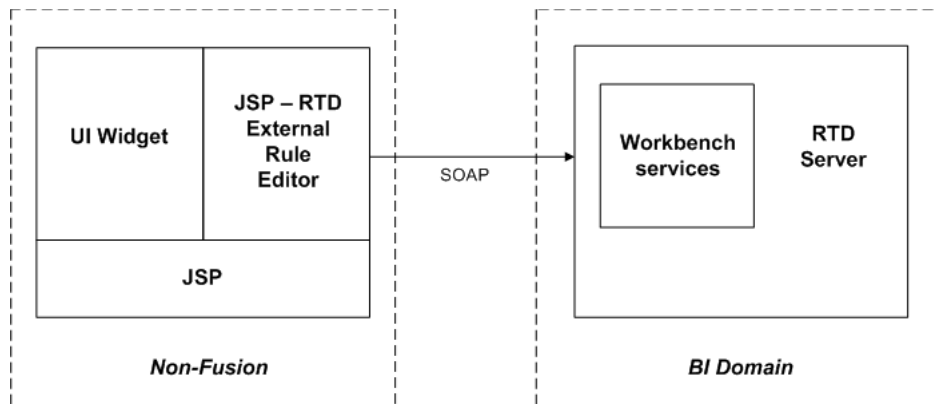 UI Widget
JSP – RTD
External
Rule
Editor
JSP
Non-Fusion
SOAP
Workbench
services
RTD
Server
BI Domain